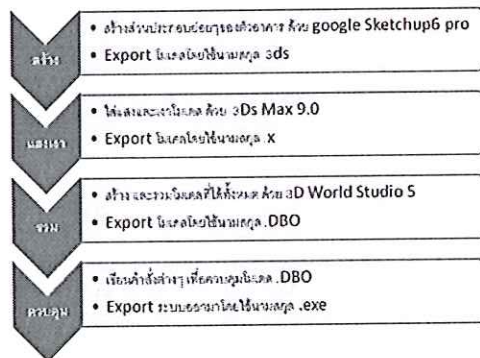 สร้าง
• สร้างส่วนประกอบย่อยๆของตัวอาคาร ด้วย google Sketchup6 pro
• Export โมเดลโดยใช้นามสกุล 3ds
แสงเงา
• ใส่แสงและเงาโมเดล ด้วย 3Ds Max 9.0
• Export โมเดลโดยใช้นามสกุล .x
รวม
• สร้าง และรวมโมเดลที่ได้ทั้งหมด ด้วย 3D World Studio 5
• Export โมเดลโดยใช้นามสกุล .DBO
ควบคุม
• เขียนคำสั่งต่างๆ เพื่อควบคุมโมเดล .DBO
• Export ระบบออกมาโดยใช้นามสกุล .exe